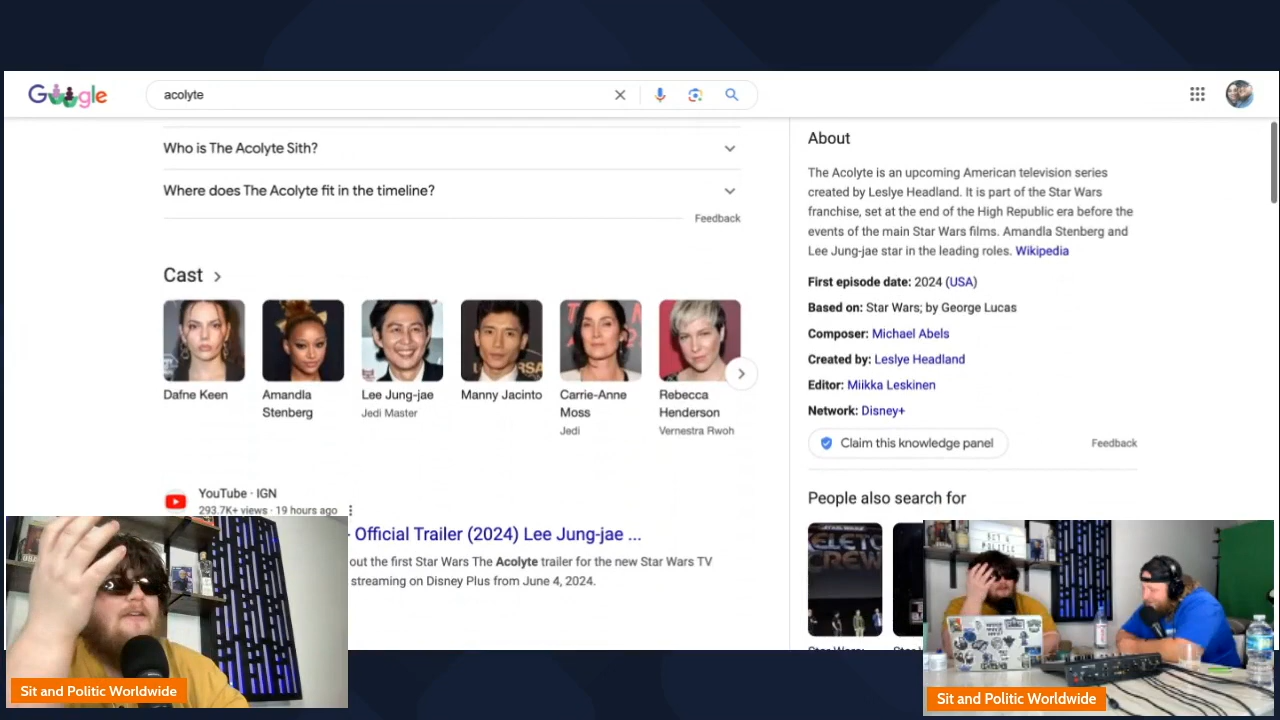 Google
acolyte
Who is The Acolyte Sith?
Where does The Acolyte fit in the timeline?
Feedback
Cast
Dafne Keen
Amandla
Stenberg
Lee Jung-jae
Jedi Master
Manny Jacinto
Carrie-Anne
Moss
Jedi
Rebecca
Henderson
Vernestra Rwoh
YouTube · IGN
293.7K+ views · 19 hours ago
Official Trailer (2024) Lee Jung-jae ...
out the first Star Wars The Acolyte trailer for the new Star Wars TV
streaming on Disney Plus from June 4, 2024.
About
The Acolyte is an upcoming American television series
created by Leslye Headland. It is part of the Star Wars
franchise, set at the end of the High Republic era before the
events of the main Star Wars films. Amandla Stenberg and
Lee Jung-jae star in the leading roles. Wikipedia
First episode date: 2024 (USA)
Based on: Star Wars; by George Lucas
Composer: Michael Abels
Created by: Leslye Headland
Editor: Miikka Leskinen
Network: Disney+
Claim this knowledge panel
Feedback
People also search for
Sit and Politic Worldwide
Sit and Politic Worldwide